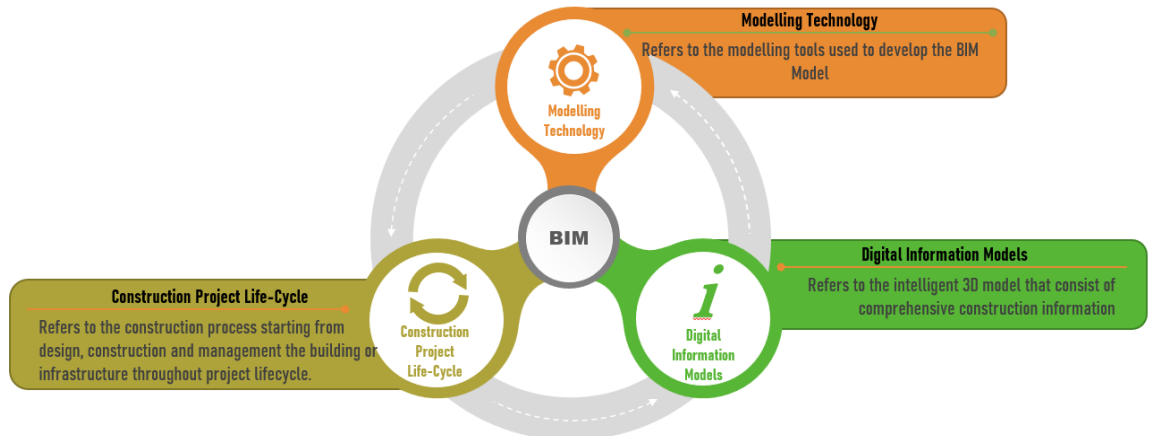 Modelling Technology
Refers to the modelling tools used to develop the BIM
Model
Modelling
Technology
BIM
Digital Information Models
Refers to the intelligent 3D model that consist of
comprehensive construction information
i
Digital
Information
Models
Construction Project Life-Cycle
Refers to the construction process starting from
design, construction and management the building or
infrastructure throughout project lifecycle.
Construction
Project
Life-Cycle